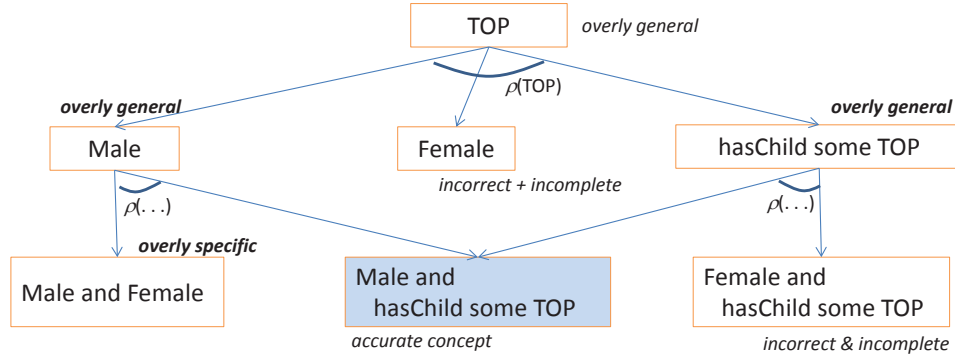 TOP
overly general
ρ(TOP)
overly general
overly general
Male
Female
hasChild some TOP
incorrect + incomplete
ρ(. . .)
ρ(. . .)
overly specific
Male and Female
Male and
hasChild some TOP
Female and
hasChild some TOP
accurate concept
incorrect & incomplete